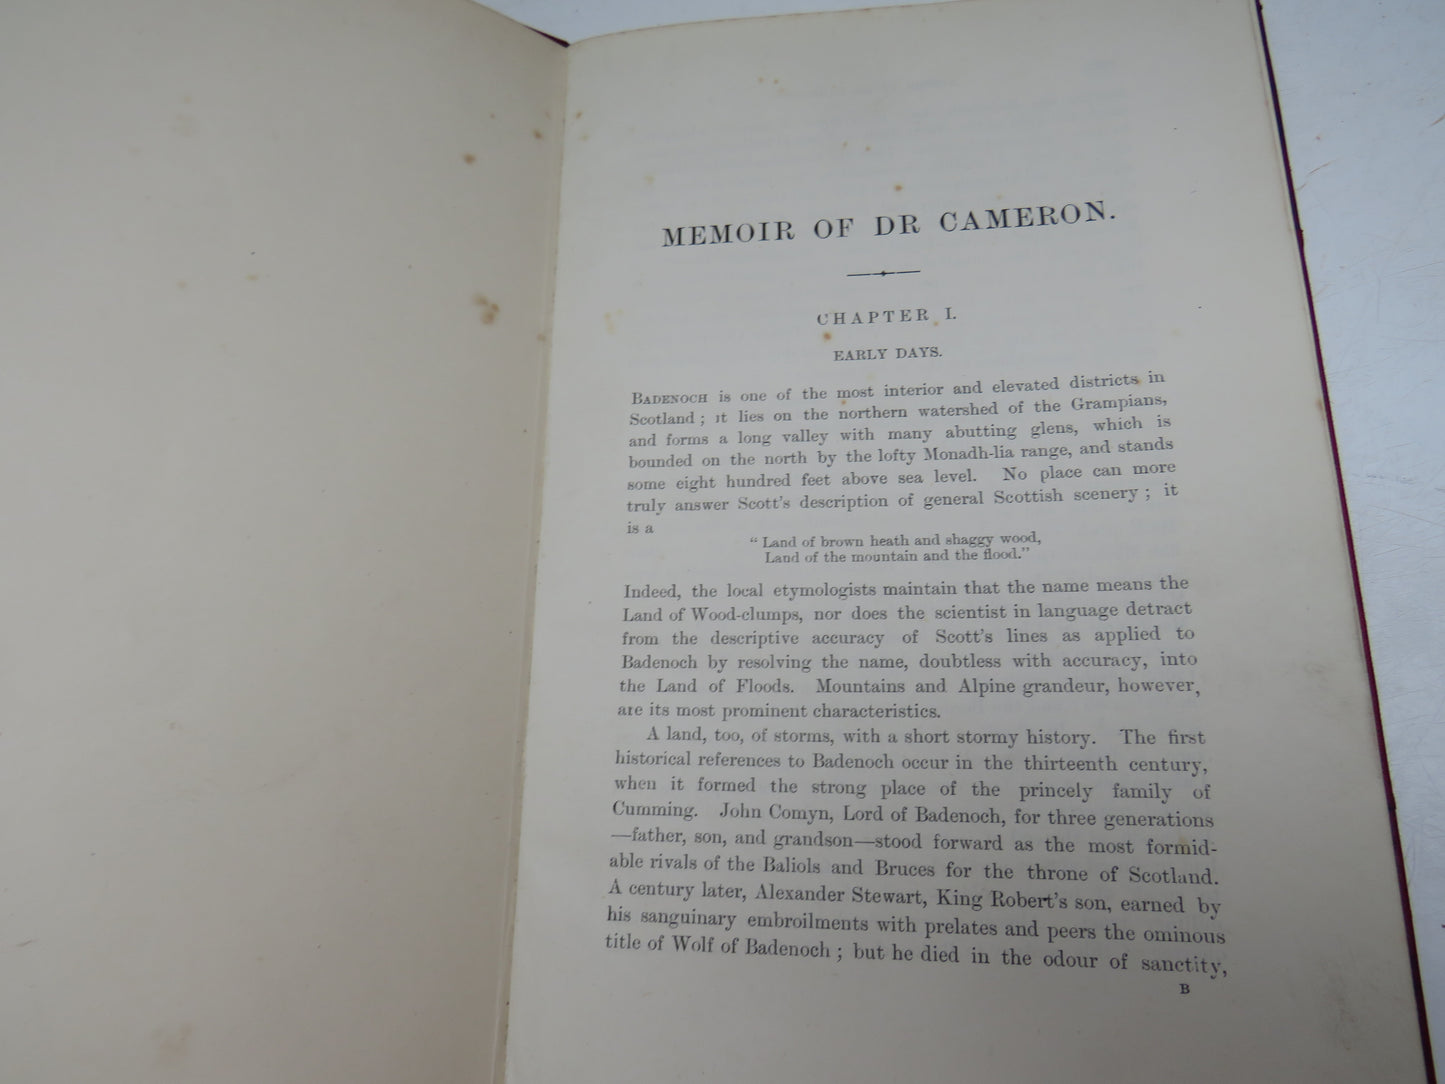 MEMOIR OF DR CAMERON.
CHAPTER I.
EARLY DAYS.
BADENOCH is one of the most interior and elevated districts in
Scotland ; it lies on the northern watershed of the Grampians,
and forms a long valley with many abutting glens, which is
bounded on the north by the lofty Monadh-lia range, and stands
some eight hundred feet above sea level. No place can more
truly answer Scott's description of general Scottish scenery ; it
is a
“ Land of brown heath and shaggy wood,
Land of the mountain and the flood.”
Indeed, the local etymologists maintain that the name means the
Land of Wood-clumps, nor does the scientist in language detract
from the descriptive accuracy of Scott's lines as applied to
Badenoch by resolving the name, doubtless with accuracy, into
the Land of Floods. Mountains and Alpine grandeur, however,
are its most prominent characteristics.
A land, too, of storms, with a short stormy history. The first
historical references to Badenoch occur in the thirteenth century,
when it formed the strong place of the princely family of
Cumming. John Comyn, Lord of Badenoch, for three generations
—father, son, and grandson—stood forward as the most formid-
able rivals of the Baliols and Bruces for the throne of Scotland.
A century later, Alexander Stewart, King Robert's son, earned by
his sanguinary embroilments with prelates and peers the ominous
title of Wolf of Badenoch ; but he died in the odour of sanctity,
B